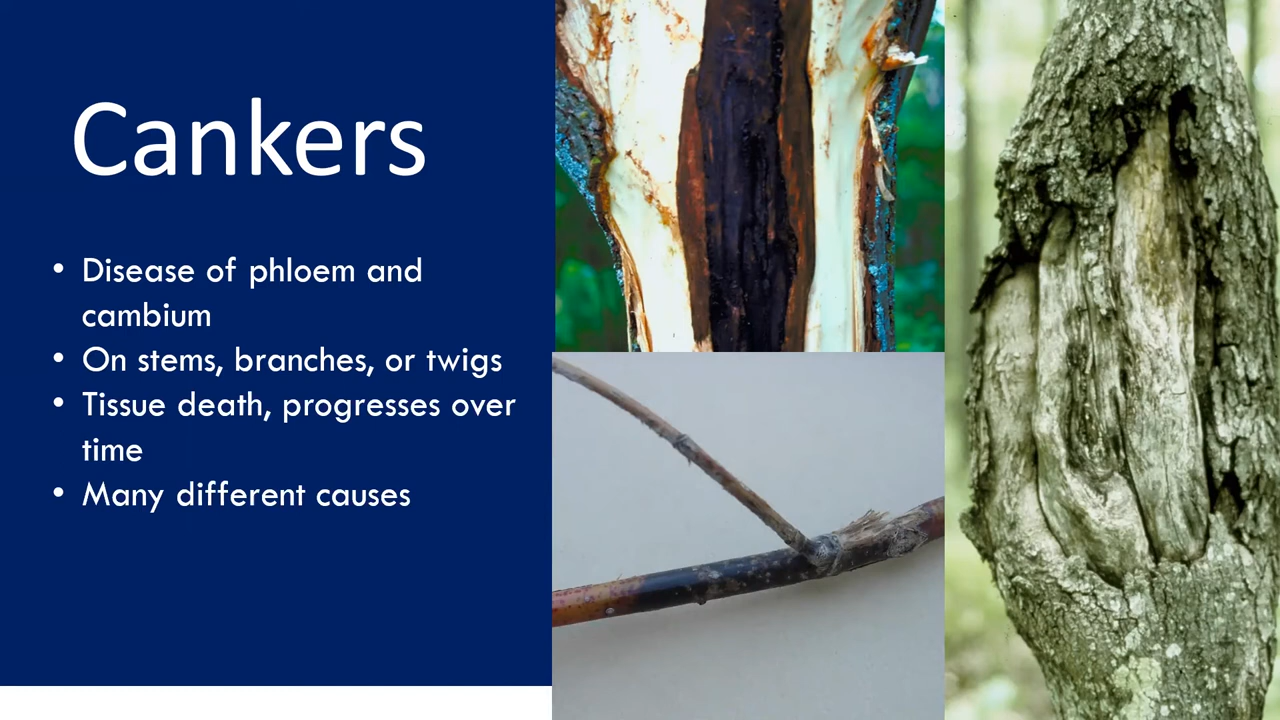 Cankers
• Disease of phloem and
cambium
• On stems, branches, or twigs
• Tissue death, progresses over
time
• Many different causes